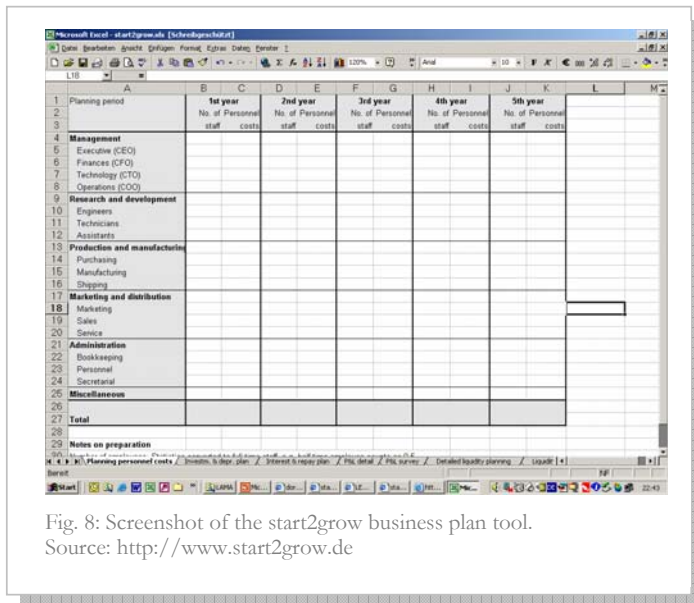 Microsoft Excel - start2grow.xls [Schreibgeschützt]
Datei Bearbeiten Ansicht Einfügen Format Extras Daten Fenster ?
120% Arial 10 F K €
L18 =
A B C D E F G H I J K L M
1 Planning period 1st year 2nd year 3rd year 4th year 5th year
2 No. of Personnel No. of Personnel No. of Personnel No. of Personnel No. of Personnel
3 staff costs staff costs staff costs staff costs staff costs
4 Management
5 Executive (CEO)
6 Finances (CFO)
7 Technology (CTO)
8 Operations (COO)
9 Research and development
10 Engineers
11 Technicians
12 Assistants
13 Production and manufacturing
14 Purchasing
15 Manufacturing
16 Shipping
17 Marketing and distribution
18 Marketing
19 Sales
20 Service
21 Administration
22 Bookkeeping
23 Personnel
24 Secretarial
25 Miscellaneous
26
27 Total
28
29 Notes on preparation
Planning personnel costs / Investm. & depr. plan / Interest & repay plan / P&L detail / P&L survey / Detailed liquidity planning / Liquidit
Bereit NF
Start 22:43
Fig. 8: Screenshot of the start2grow business plan tool.
Source: http://www.start2grow.de